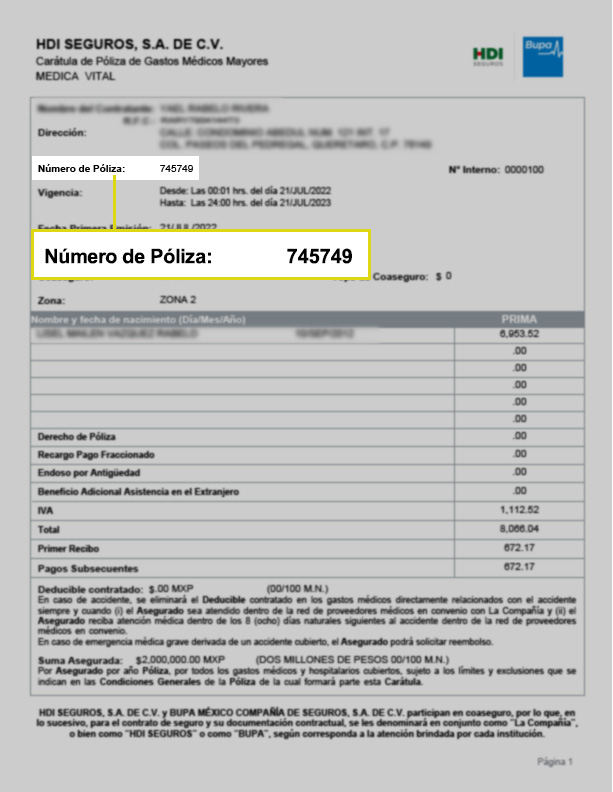 HDI SEGUROS, S.A. DE C.V.
Carátula de Póliza de Gastos Médicos Mayores
MEDICA VITAL
HDI
SEGUROS
Bupa
Nombre del Contratante:
Dirección:
Número de Póliza: 745749
N° Interno: 0000100
Vigencia: Desde: Las 00:01 hrs. del día 21/JUL/2022
Hasta: Las 24:00 hrs. del día 21/JUL/2023
Fecha Primera Emisión: 21/JUL/2022
Número de Póliza: 745749
de Coaseguro: $ 0
Zona: ZONA 2
Nombre y fecha de nacimiento (Día/Mes/Año) PRIMA
6,953.52
.00
.00
.00
.00
.00
Derecho de Póliza .00
Recargo Pago Fraccionado .00
Endoso por Antigüedad .00
Beneficio Adicional Asistencia en el Extranjero .00
IVA 1,112.52
Total 8,066.04
Primer Recibo 672.17
Pagos Subsecuentes 672.17
Deducible contratado: $.00 MXP (00/100 M.N.)
En caso de accidente, se eliminará el Deducible contratado en los gastos médicos directamente relacionados con el accidente
siempre y cuando (i) el Asegurado sea atendido dentro de la red de proveedores médicos en convenio con La Compañía y (ii) el
Asegurado reciba atención médica dentro de los 8 (ocho) días naturales siguientes al accidente dentro de la red de proveedores
médicos en convenio.
En caso de emergencia médica grave derivada de un accidente cubierto, el Asegurado podrá solicitar reembolso.
Suma Asegurada: $2,000,000.00 MXP (DOS MILLONES DE PESOS 00/100 M.N.)
Por Asegurado por año Póliza, por todos los gastos médicos y hospitalarios cubiertos, sujeto a los límites y exclusiones que se
indican en las Condiciones Generales de la Póliza de la cual formará parte esta Carátula.
HDI SEGUROS, S.A. DE C.V. y BUPA MÉXICO COMPAÑÍA DE SEGUROS, S.A. DE C.V. participan en coaseguro, por lo que, en
lo sucesivo, para el contrato de seguro y su documentación contractual, se les denominará en conjunto como "La Compañía",
o bien como "HDI SEGUROS" o como "BUPA", según corresponda a la atención brindada por cada institución.
Página 1